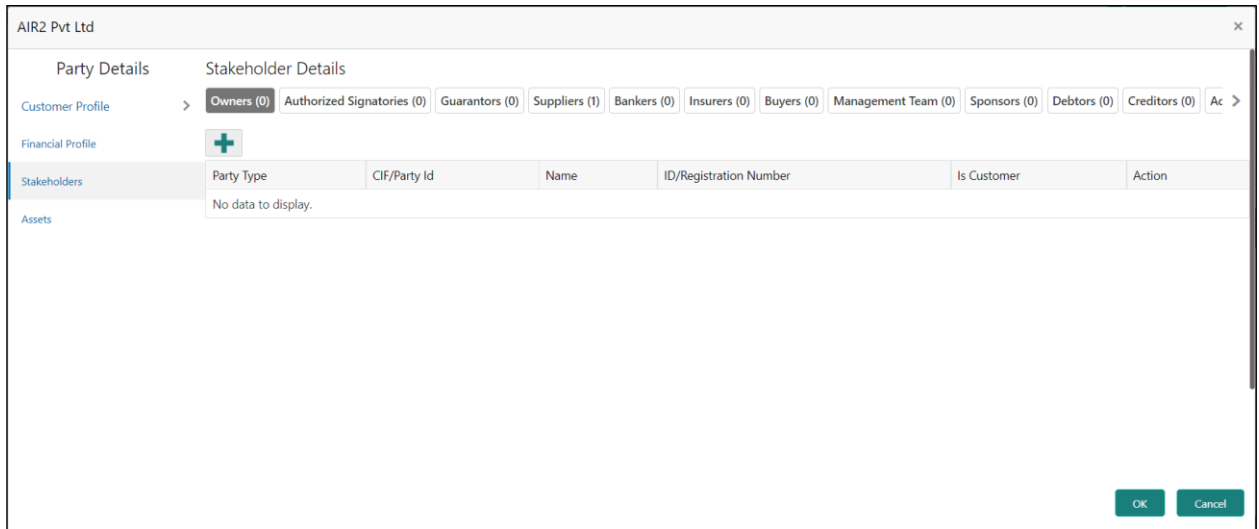 AIR2 Pvt Ltd
Party Details
Customer Profile
Financial Profile
Stakeholders
Assets
Stakeholder Details
Owners (0) Authorized Signatories (0) Guarantors (0) Suppliers (1) Bankers (0) Insurers (0) Buyers (0) Management Team (0) Sponsors (0) Debtors (0) Creditors (0) Ac
Party Type CIF/Party Id Name ID/Registration Number Is Customer Action
No data to display.
OK Cancel